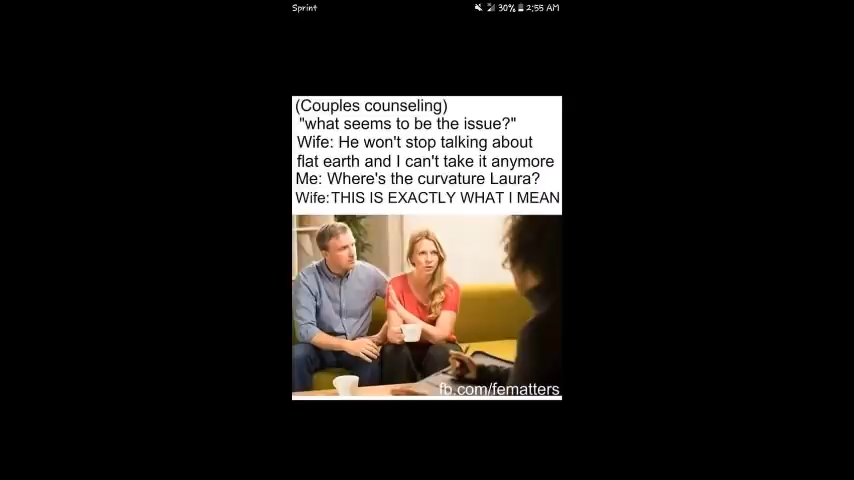 Sprint 30% 2:55 AM
(Couples counseling)
"what seems to be the issue?"
Wife: He won't stop talking about
flat earth and I can't take it anymore
Me: Where's the curvature Laura?
Wife:THIS IS EXACTLY WHAT I MEAN
fb.com/fematters